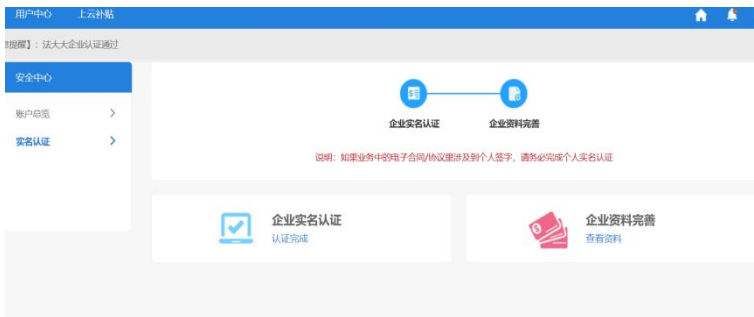 用户中心 上云补贴
提醒】：法大大企业认证通过
安全中心
账户总览
实名认证
企业实名认证 企业资料完善
说明：如果业务中的电子合同/协议里涉及到个人签字，请务必完成个人实名认证
企业实名认证
认证完成
企业资料完善
查看资料